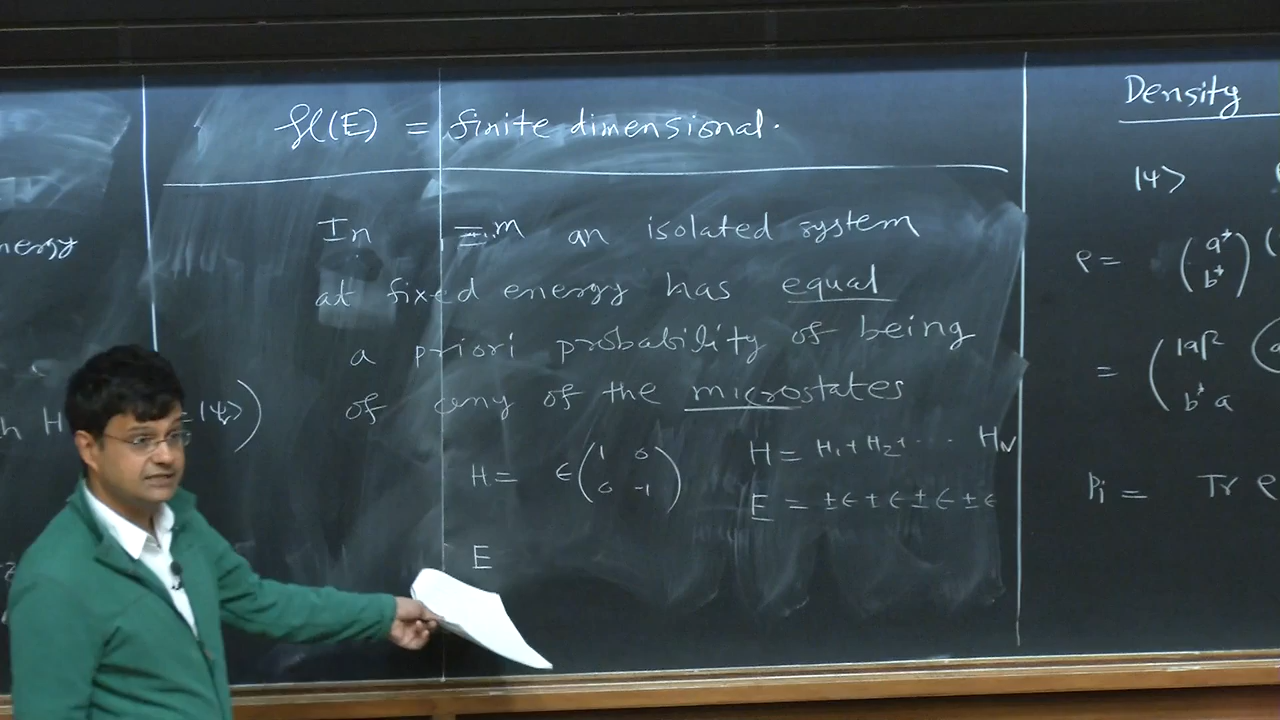 nergy
=|ψ>)
ℋ(E) = finite dimensional.
In Ξ.m an isolated system
at fixed energy has equal
a priori probability of being
of any of the microstates
H = ϵ(1 0
0 -1)
H = H₁ + H₂ + ... H_N
E = ±ϵ ± ϵ ± ϵ ± ϵ
E
Density
|ψ>
ρ = (a*
b*) (
= (|a|²
b* a
Pi = Tr ρ